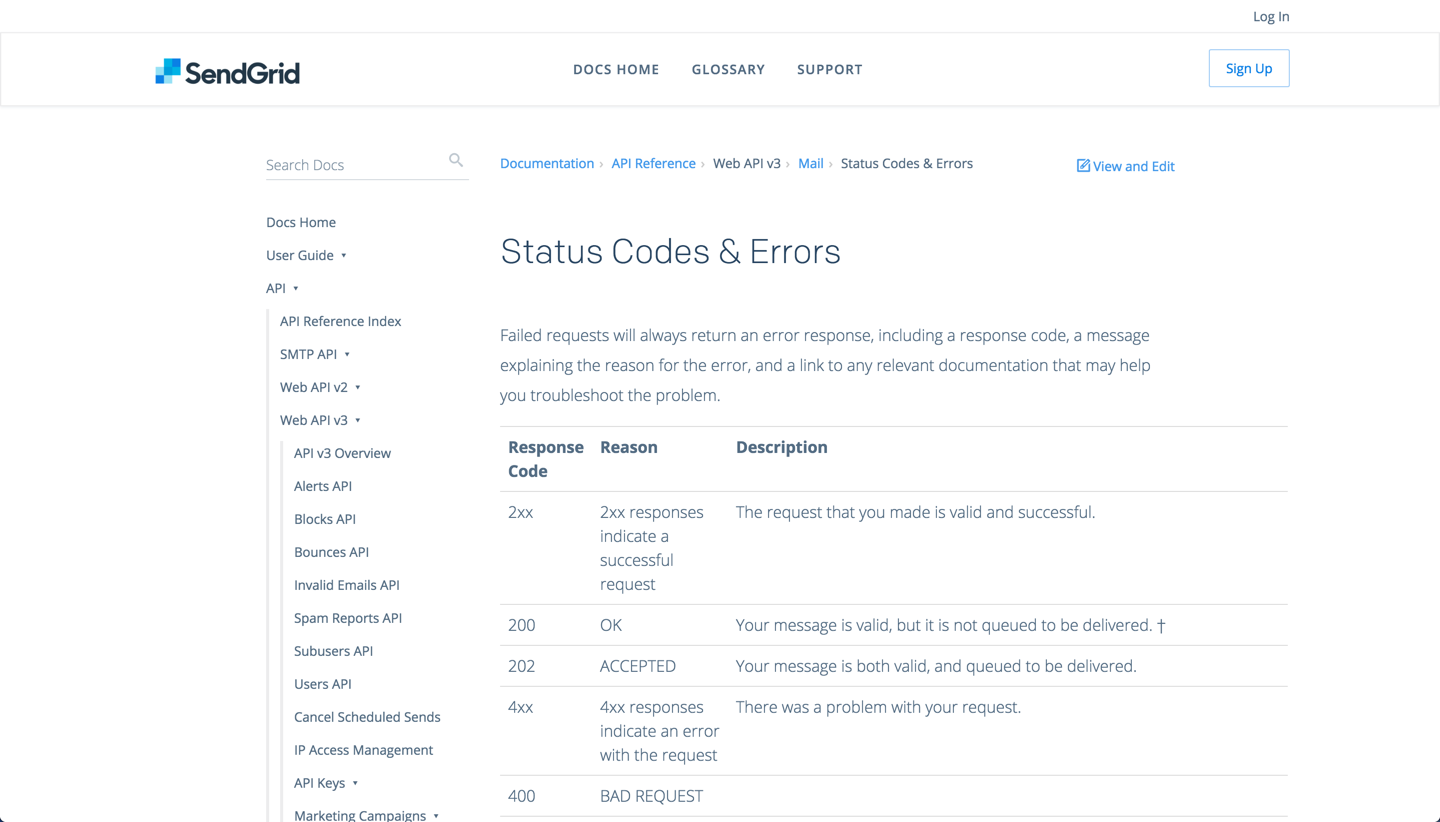 Log In
SendGrid
DOCS HOME GLOSSARY SUPPORT
Sign Up
Search Docs
Documentation › API Reference › Web API v3 › Mail › Status Codes & Errors
View and Edit
Docs Home
User Guide ▾
API ▾
API Reference Index
SMTP API ▾
Web API v2 ▾
Web API v3 ▾
API v3 Overview
Alerts API
Blocks API
Bounces API
Invalid Emails API
Spam Reports API
Subusers API
Users API
Cancel Scheduled Sends
IP Access Management
API Keys ▾
Marketing Campaigns ▾
Status Codes & Errors
Failed requests will always return an error response, including a response code, a message
explaining the reason for the error, and a link to any relevant documentation that may help
you troubleshoot the problem.
Response Reason Description
Code
2xx 2xx responses The request that you made is valid and successful.
indicate a
successful
request
200 OK Your message is valid, but it is not queued to be delivered. †
202 ACCEPTED Your message is both valid, and queued to be delivered.
4xx 4xx responses There was a problem with your request.
indicate an error
with the request
400 BAD REQUEST